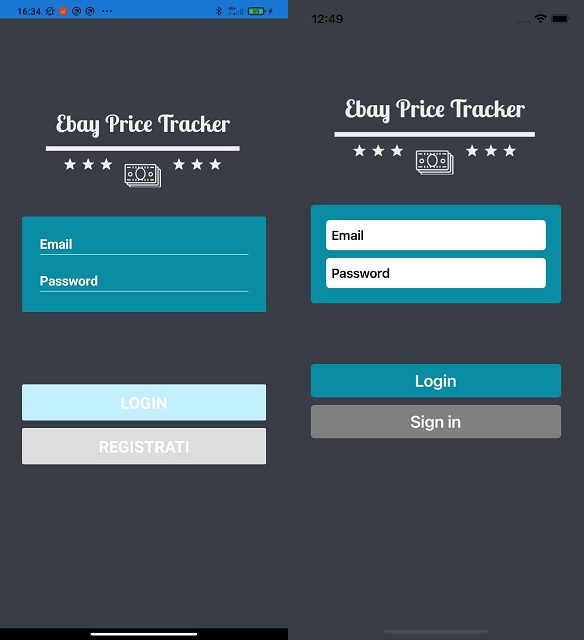 16:34
99
Ebay Price Tracker
Email
Password
LOGIN
REGISTRATI
12:49
Ebay Price Tracker
Email
Password
Login
Sign in